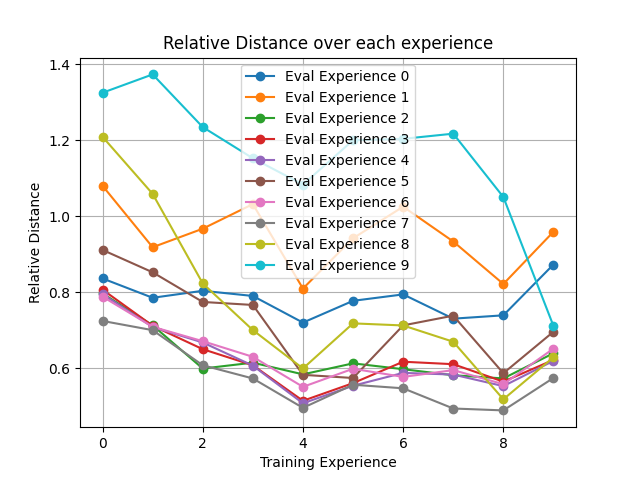 Relative Distance over each experience
1.4
1.2
1.0
0.8
0.6
Relative Distance
Eval Experience 0
Eval Experience 1
Eval Experience 2
Eval Experience 3
Eval Experience 4
Eval Experience 5
Eval Experience 6
Eval Experience 7
Eval Experience 8
Eval Experience 9
0 2 4 6 8
Training Experience